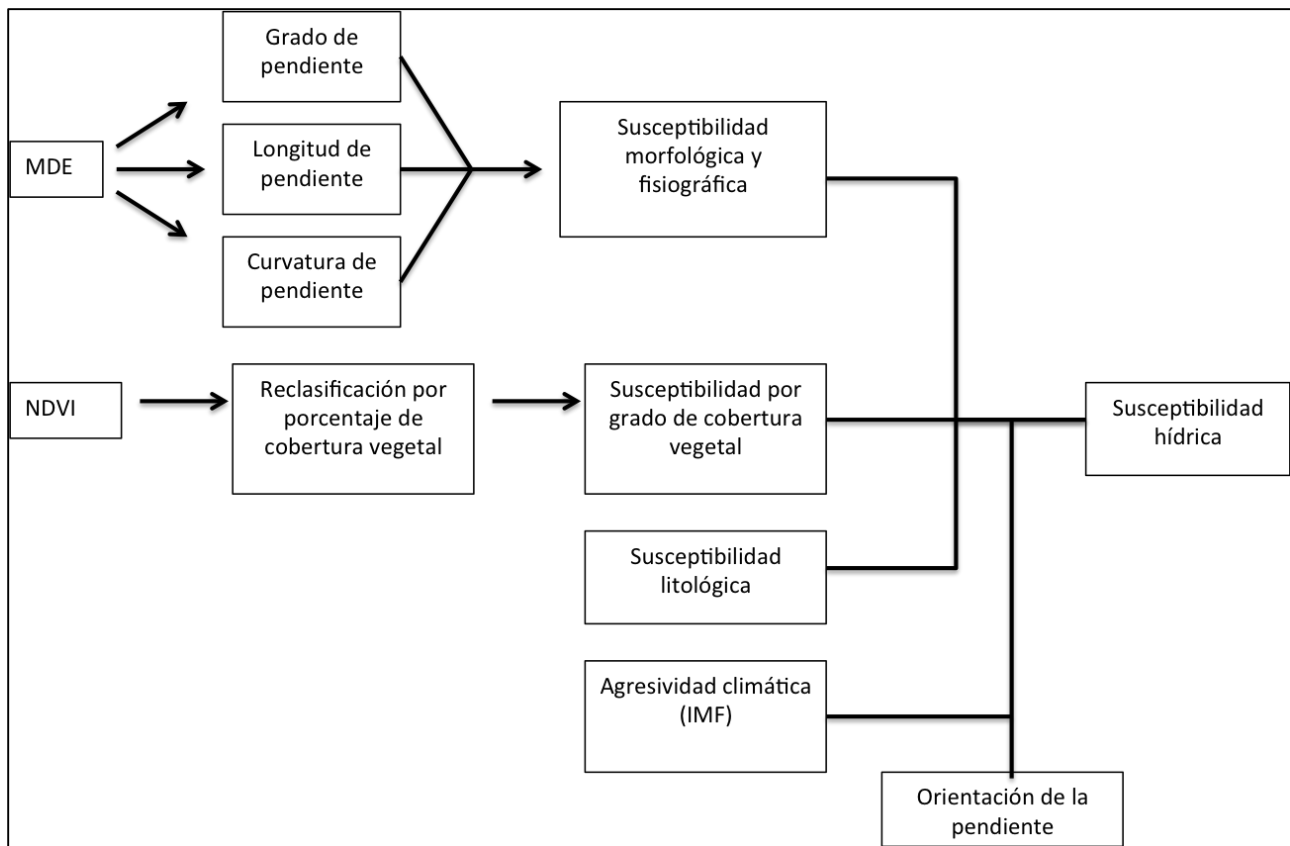 Grado de
pendiente
MDE
Longitud de
pendiente
Curvatura de
pendiente
Susceptibilidad
morfológica y
fisiográfica
NDVI
Reclasificación por
porcentaje de
cobertura vegetal
Susceptibilidad por
grado de cobertura
vegetal
Susceptibilidad
hídrica
Susceptibilidad
litológica
Agresividad climática
(IMF)
Orientación de la
pendiente